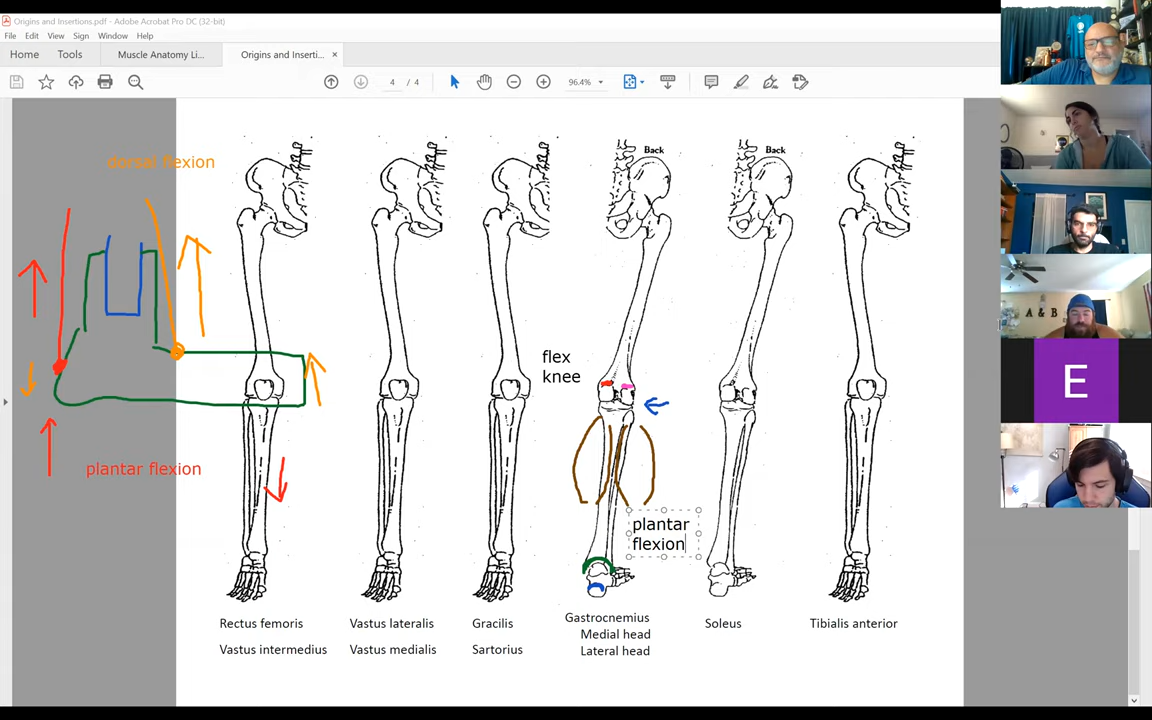 Origins and Insertions.pdf - Adobe Acrobat Pro DC (32-bit)
File Edit View Sign Window Help
Home Tools Muscle Anatomy Li... Origins and Inserti... ×
4 / 4 96.4%
dorsal flexion
Back Back
flex
knee
plantar flexion
plantar
flexion
Rectus femoris
Vastus intermedius
Vastus lateralis
Vastus medialis
Gracilis
Sartorius
Gastrocnemius
Medial head
Lateral head
Soleus
Tibialis anterior
A & B
E